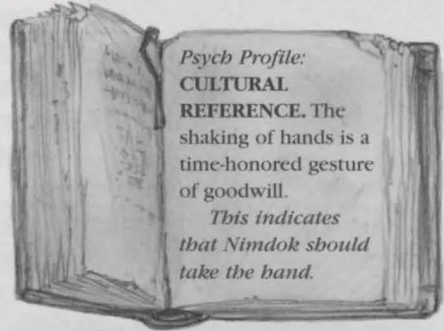 Psych Profile:
CULTURAL
REFERENCE. The
shaking of hands is a
time-honored gesture
of goodwill.
This indicates
that Nimdok should
take the hand.